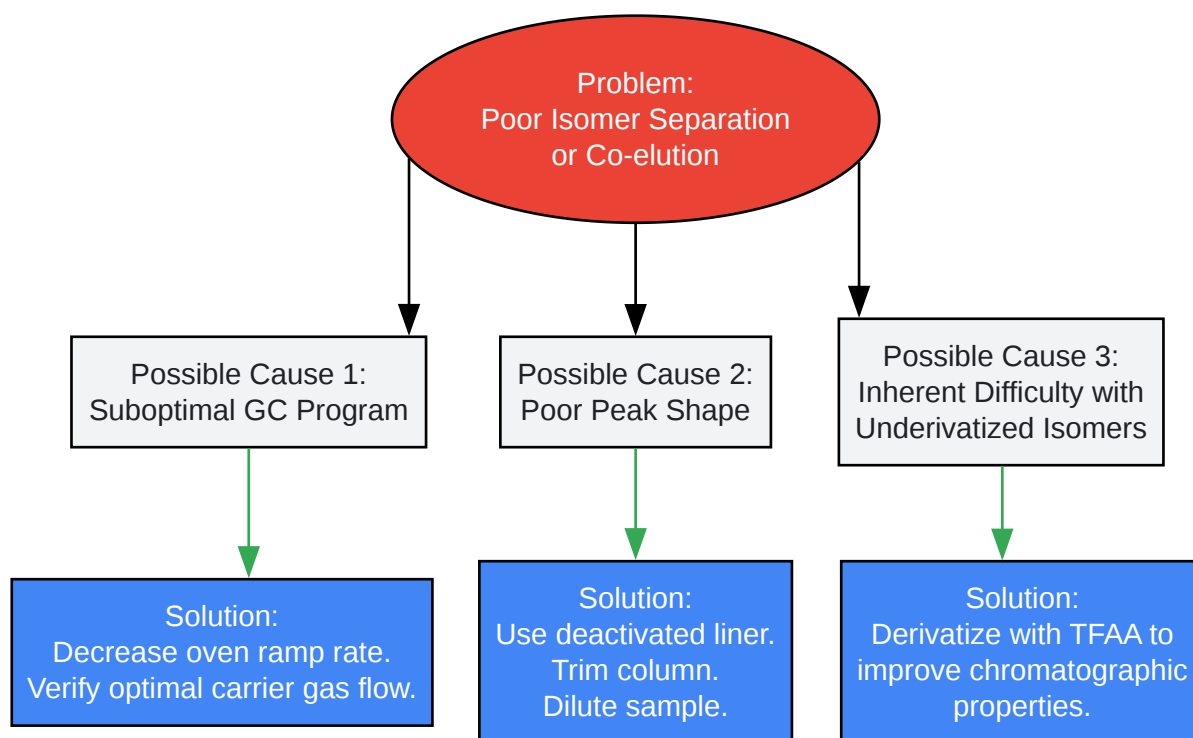 Problem:
Poor Isomer Separation
or Co-elution
Possible Cause 1:
Suboptimal GC Program
Possible Cause 2:
Poor Peak Shape
Possible Cause 3:
Inherent Difficulty with
Underivatized Isomers
Solution:
Decrease oven ramp rate.
Verify optimal carrier gas flow.
Solution:
Use deactivated liner.
Trim column.
Dilute sample.
Solution:
Derivatize with TFAA to
improve chromatographic
properties.